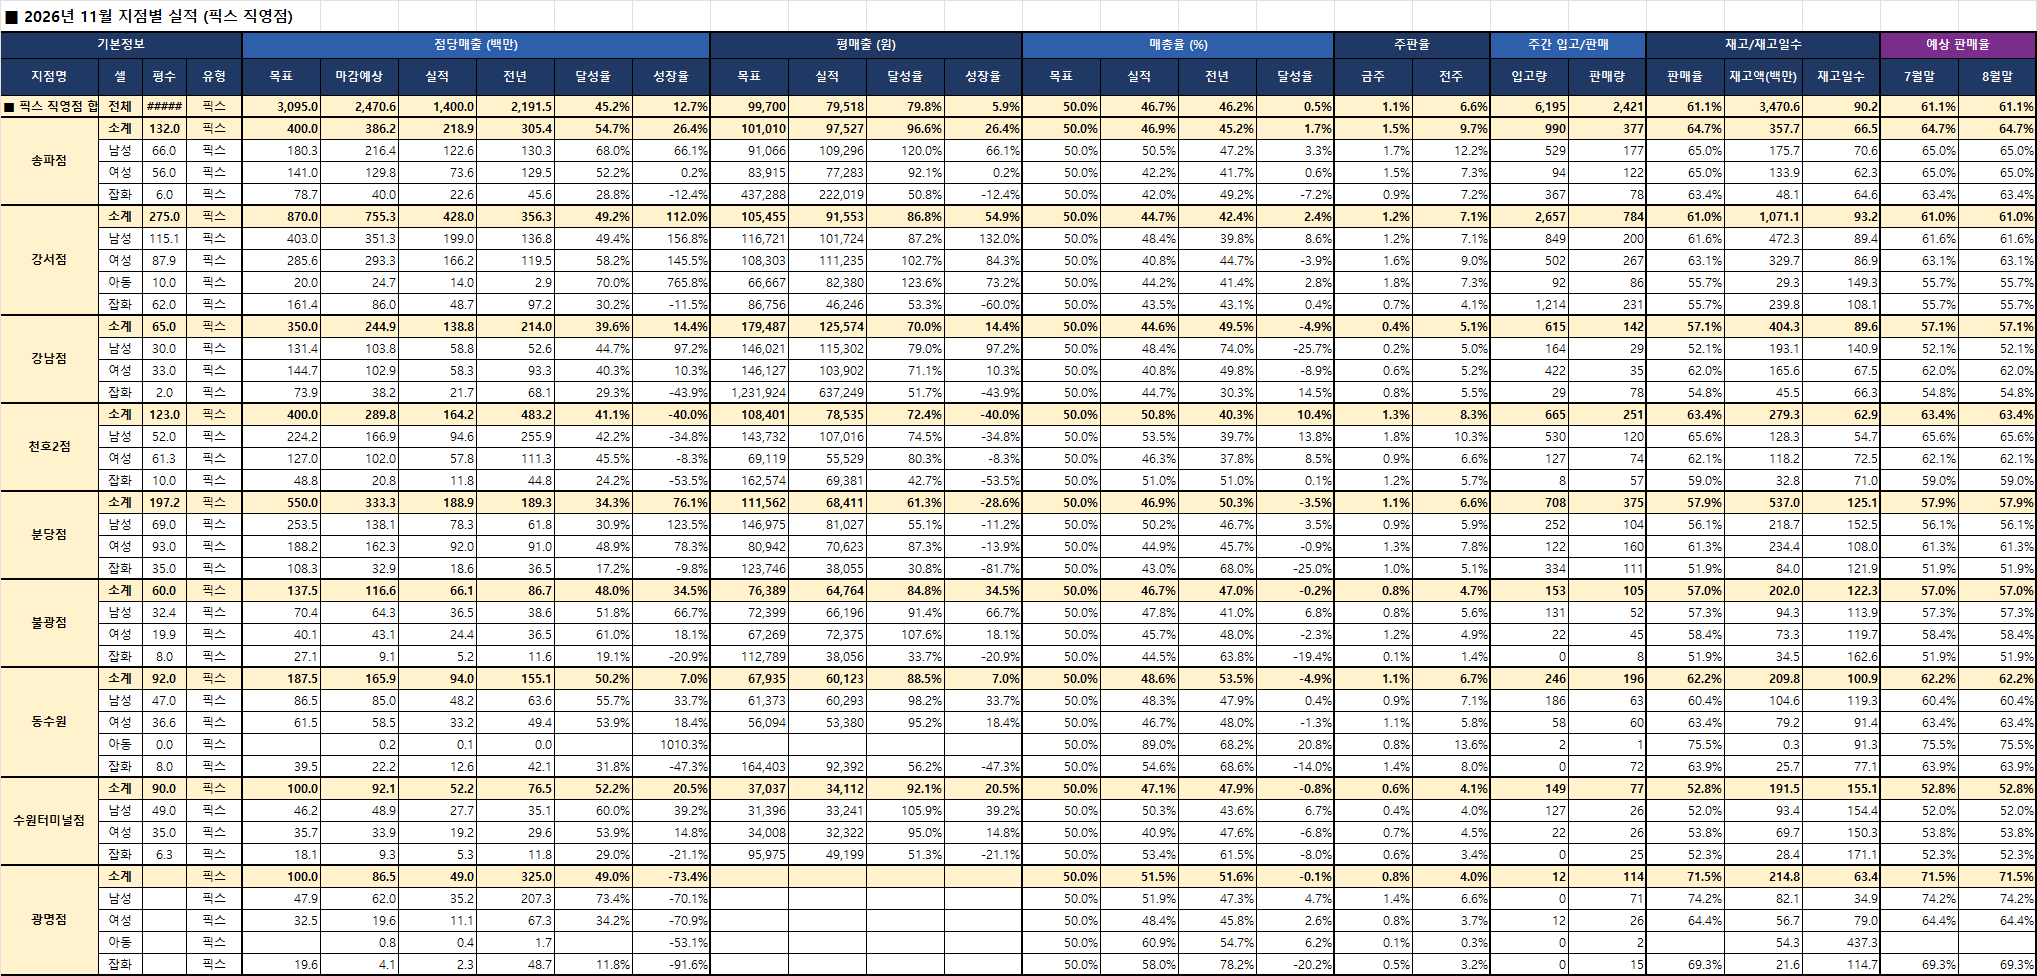 ■ 2026년 11월 지점별 실적 (픽스 직영점)
기본정보 점당매출 (백만) 평매출 (원) 매총율 (%) 주판율 주간 입고/판매 재고/재고일수 예상 판매율
지점명 셀 평수 유형 목표 마감예상 실적 전년 달성율 성장율 목표 실적 달성율 성장율 목표 실적 전년 달성율 금주 전주 입고량 판매량 판매율 재고액(백만) 재고일수 7월말 8월말
■ 픽스 직영점 합 전체 ##### 픽스 3,095.0 2,470.6 1,400.0 2,191.5 45.2% 12.7% 99,700 79,518 79.8% 5.9% 50.0% 46.7% 46.2% 0.5% 1.1% 6.6% 6,195 2,421 61.1% 3,470.6 90.2 61.1% 61.1%
송파점 소계 132.0 픽스 400.0 386.2 218.9 305.4 54.7% 26.4% 101,010 97,527 96.6% 26.4% 50.0% 46.9% 45.2% 1.7% 1.5% 9.7% 990 377 64.7% 357.7 66.5 64.7% 64.7%
남성 66.0 픽스 180.3 216.4 122.6 130.3 68.0% 66.1% 91,066 109,296 120.0% 66.1% 50.0% 50.5% 47.2% 3.3% 1.7% 12.2% 529 177 65.0% 175.7 70.6 65.0% 65.0%
여성 56.0 픽스 141.0 129.8 73.6 129.5 52.2% 0.2% 83,915 77,283 92.1% 0.2% 50.0% 42.2% 41.7% 0.6% 1.5% 7.3% 94 122 65.0% 133.9 62.3 65.0% 65.0%
잡화 6.0 픽스 78.7 40.0 22.6 45.6 28.8% -12.4% 437,288 222,019 50.8% -12.4% 50.0% 42.0% 49.2% -7.2% 0.9% 7.2% 367 78 63.4% 48.1 64.6 63.4% 63.4%
강서점 소계 275.0 픽스 870.0 755.3 428.0 356.3 49.2% 112.0% 105,455 91,553 86.8% 54.9% 50.0% 44.7% 42.4% 2.4% 1.2% 7.1% 2,657 784 61.0% 1,071.1 93.2 61.0% 61.0%
남성 115.1 픽스 403.0 351.3 199.0 136.8 49.4% 156.8% 116,721 101,724 87.2% 132.0% 50.0% 48.4% 39.8% 8.6% 1.2% 7.1% 849 200 61.6% 472.3 89.4 61.6% 61.6%
여성 87.9 픽스 285.6 293.3 166.2 119.5 58.2% 145.5% 108,303 111,235 102.7% 84.3% 50.0% 40.8% 44.7% -3.9% 1.6% 9.0% 502 267 63.1% 329.7 86.9 63.1% 63.1%
아동 10.0 픽스 20.0 24.7 14.0 2.9 70.0% 765.8% 66,667 82,380 123.6% 73.2% 50.0% 44.2% 41.4% 2.8% 1.8% 7.3% 92 86 55.7% 29.3 149.3 55.7% 55.7%
잡화 62.0 픽스 161.4 86.0 48.7 97.2 30.2% -11.5% 86,756 46,246 53.3% -60.0% 50.0% 43.5% 43.1% 0.4% 0.7% 4.1% 1,214 231 55.7% 239.8 108.1 55.7% 55.7%
강남점 소계 65.0 픽스 350.0 244.9 138.8 214.0 39.6% 14.4% 179,487 125,574 70.0% 14.4% 50.0% 44.6% 49.5% -4.9% 0.4% 5.1% 615 142 57.1% 404.3 89.6 57.1% 57.1%
남성 30.0 픽스 131.4 103.8 58.8 52.6 44.7% 97.2% 146,021 115,302 79.0% 97.2% 50.0% 48.4% 74.0% -25.7% 0.2% 5.0% 164 29 52.1% 193.1 140.9 52.1% 52.1%
여성 33.0 픽스 144.7 102.9 58.3 93.3 40.3% 10.3% 146,127 103,902 71.1% 10.3% 50.0% 40.8% 49.8% -8.9% 0.6% 5.2% 422 35 62.0% 165.6 67.5 62.0% 62.0%
잡화 2.0 픽스 73.9 38.2 21.7 68.1 29.3% -43.9% 1,231,924 637,249 51.7% -43.9% 50.0% 44.7% 30.3% 14.5% 0.8% 5.5% 29 78 54.8% 45.5 66.3 54.8% 54.8%
천호2점 소계 123.0 픽스 400.0 289.8 164.2 483.2 41.1% -40.0% 108,401 78,535 72.4% -40.0% 50.0% 50.8% 40.3% 10.4% 1.3% 8.3% 665 251 63.4% 279.3 62.9 63.4% 63.4%
남성 52.0 픽스 224.2 166.9 94.6 255.9 42.2% -34.8% 143,732 107,016 74.5% -34.8% 50.0% 53.5% 39.7% 13.8% 1.8% 10.3% 530 120 65.6% 128.3 54.7 65.6% 65.6%
여성 61.3 픽스 127.0 102.0 57.8 111.3 45.5% -8.3% 69,119 55,529 80.3% -8.3% 50.0% 46.3% 37.8% 8.5% 0.9% 6.6% 127 74 62.1% 118.2 72.5 62.1% 62.1%
잡화 10.0 픽스 48.8 20.8 11.8 44.8 24.2% -53.5% 162,574 69,381 42.7% -53.5% 50.0% 51.0% 51.0% 0.1% 1.2% 5.7% 8 57 59.0% 32.8 71.0 59.0% 59.0%
분당점 소계 197.2 픽스 550.0 333.3 188.9 189.3 34.3% 76.1% 111,562 68,411 61.3% -28.6% 50.0% 46.9% 50.3% -3.5% 1.1% 6.6% 708 375 57.9% 537.0 125.1 57.9% 57.9%
남성 69.0 픽스 253.5 138.1 78.3 61.8 30.9% 123.5% 146,975 81,027 55.1% -11.2% 50.0% 50.2% 46.7% 3.5% 0.9% 5.9% 252 104 56.1% 218.7 152.5 56.1% 56.1%
여성 93.0 픽스 188.2 162.3 92.0 91.0 48.9% 78.3% 80,942 70,623 87.3% -13.9% 50.0% 44.9% 45.7% -0.9% 1.3% 7.8% 122 160 61.3% 234.4 108.0 61.3% 61.3%
잡화 35.0 픽스 108.3 32.9 18.6 36.5 17.2% -9.8% 123,746 38,055 30.8% -81.7% 50.0% 43.0% 68.0% -25.0% 1.0% 5.1% 334 111 51.9% 84.0 121.9 51.9% 51.9%
불광점 소계 60.0 픽스 137.5 116.6 66.1 86.7 48.0% 34.5% 76,389 64,764 84.8% 34.5% 50.0% 46.7% 47.0% -0.2% 0.8% 4.7% 153 105 57.0% 202.0 122.3 57.0% 57.0%
남성 32.4 픽스 70.4 64.3 36.5 38.6 51.8% 66.7% 72,399 66,196 91.4% 66.7% 50.0% 47.8% 41.0% 6.8% 0.8% 5.6% 131 52 57.3% 94.3 113.9 57.3% 57.3%
여성 19.9 픽스 40.1 43.1 24.4 36.5 61.0% 18.1% 67,269 72,375 107.6% 18.1% 50.0% 45.7% 48.0% -2.3% 1.2% 4.9% 22 45 58.4% 73.3 119.7 58.4% 58.4%
잡화 8.0 픽스 27.1 9.1 5.2 11.6 19.1% -20.9% 112,789 38,056 33.7% -20.9% 50.0% 44.5% 63.8% -19.4% 0.1% 1.4% 0 8 51.9% 34.5 162.6 51.9% 51.9%
동수원 소계 92.0 픽스 187.5 165.9 94.0 155.1 50.2% 7.0% 67,935 60,123 88.5% 7.0% 50.0% 48.6% 53.5% -4.9% 1.1% 6.7% 246 196 62.2% 209.8 100.9 62.2% 62.2%
남성 47.0 픽스 86.5 85.0 48.2 63.6 55.7% 33.7% 61,373 60,293 98.2% 33.7% 50.0% 48.3% 47.9% 0.4% 0.9% 7.1% 186 63 60.4% 104.6 119.3 60.4% 60.4%
여성 36.6 픽스 61.5 58.5 33.2 49.4 53.9% 18.4% 56,094 53,380 95.2% 18.4% 50.0% 46.7% 48.0% -1.3% 1.1% 5.8% 58 60 63.4% 79.2 91.4 63.4% 63.4%
아동 0.0 픽스 0.2 0.1 0.0 1010.3% 50.0% 89.0% 68.2% 20.8% 0.8% 13.6% 2 1 75.5% 0.3 91.3 75.5% 75.5%
잡화 8.0 픽스 39.5 22.2 12.6 42.1 31.8% -47.3% 164,403 92,392 56.2% -47.3% 50.0% 54.6% 68.6% -14.0% 1.4% 8.0% 0 72 63.9% 25.7 77.1 63.9% 63.9%
수원터미널점 소계 90.0 픽스 100.0 92.1 52.2 76.5 52.2% 20.5% 37,037 34,112 92.1% 20.5% 50.0% 47.1% 47.9% -0.8% 0.6% 4.1% 149 77 52.8% 191.5 155.1 52.8% 52.8%
남성 49.0 픽스 46.2 48.9 27.7 35.1 60.0% 39.2% 31,396 33,241 105.9% 39.2% 50.0% 50.3% 43.6% 6.7% 0.4% 4.0% 127 26 52.0% 93.4 154.4 52.0% 52.0%
여성 35.0 픽스 35.7 33.9 19.2 29.6 53.9% 14.8% 34,008 32,322 95.0% 14.8% 50.0% 40.9% 47.6% -6.8% 0.7% 4.5% 22 26 53.8% 69.7 150.3 53.8% 53.8%
잡화 6.3 픽스 18.1 9.3 5.3 11.8 29.0% -21.1% 95,975 49,199 51.3% -21.1% 50.0% 53.4% 61.5% -8.0% 0.6% 3.4% 0 25 52.3% 28.4 171.1 52.3% 52.3%
광명점 소계 픽스 100.0 86.5 49.0 325.0 49.0% -73.4% 50.0% 51.5% 51.6% -0.1% 0.8% 4.0% 12 114 71.5% 214.8 63.4 71.5% 71.5%
남성 픽스 47.9 62.0 35.2 207.3 73.4% -70.1% 50.0% 51.9% 47.3% 4.7% 1.4% 6.6% 0 71 74.2% 82.1 34.9 74.2% 74.2%
여성 픽스 32.5 19.6 11.1 67.3 34.2% -70.9% 50.0% 48.4% 45.8% 2.6% 0.8% 3.7% 12 26 64.4% 56.7 79.0 64.4% 64.4%
아동 픽스 0.8 0.4 1.7 -53.1% 50.0% 60.9% 54.7% 6.2% 0.1% 0.3% 0 2 54.3 437.3
잡화 픽스 19.6 4.1 2.3 48.7 11.8% -91.6% 50.0% 58.0% 78.2% -20.2% 0.5% 3.2% 0 15 69.3% 21.6 114.7 69.3% 69.3%